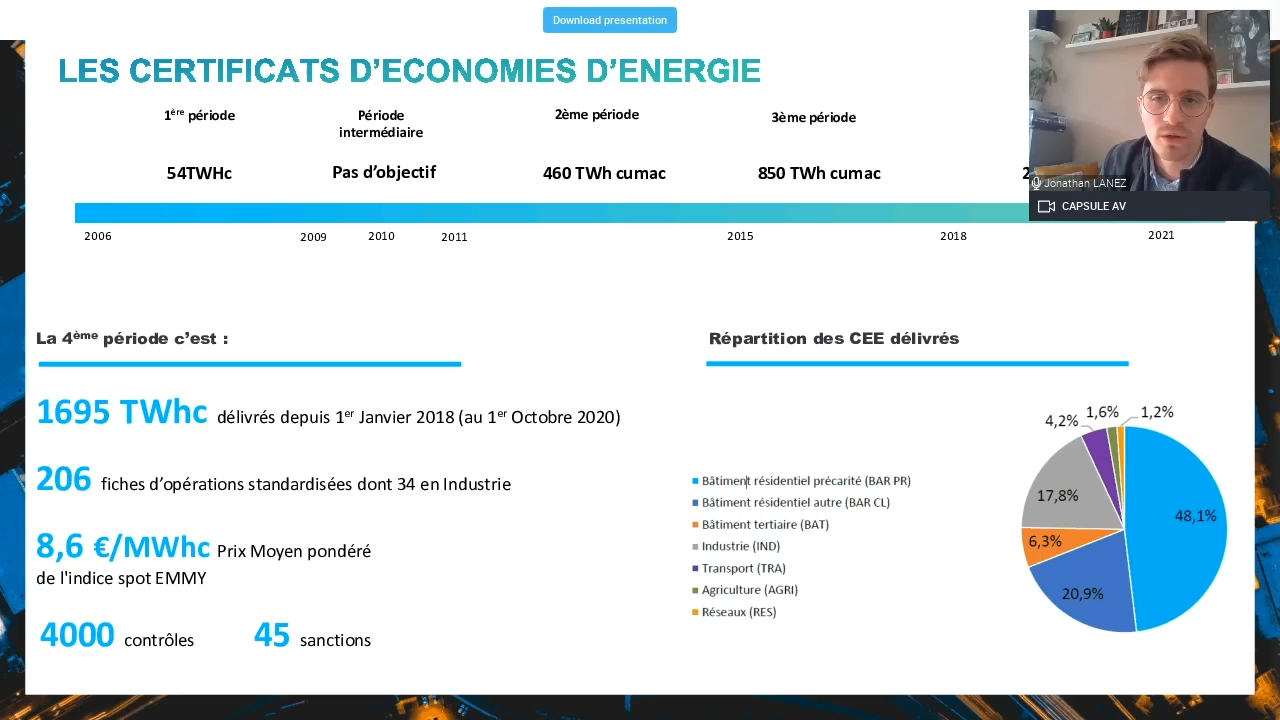 Download presentation
LES CERTIFICATS D’ECONOMIES D’ENERGIE
1ère période
Période
intermédiaire
2ème période
3ème période
54TWHc
Pas d’objectif
460 TWh cumac
850 TWh cumac
2
Jonathan LANEZ
CAPSULE AV
2006
2009
2010
2011
2015
2018
2021
La 4ème période c’est :
1695 TWhc délivrés depuis 1er Janvier 2018 (au 1er Octobre 2020)
206 fiches d’opérations standardisées dont 34 en Industrie
8,6 €/MWhc Prix Moyen pondéré
de l'indice spot EMMY
4000 contrôles 45 sanctions
Répartition des CEE délivrés
Bâtiment résidentiel précarité (BAR PR)
Bâtiment résidentiel autre (BAR CL)
Bâtiment tertiaire (BAT)
Industrie (IND)
Transport (TRA)
Agriculture (AGRI)
Réseaux (RES)
4,2%
1,6%
1,2%
17,8%
48,1%
6,3%
20,9%